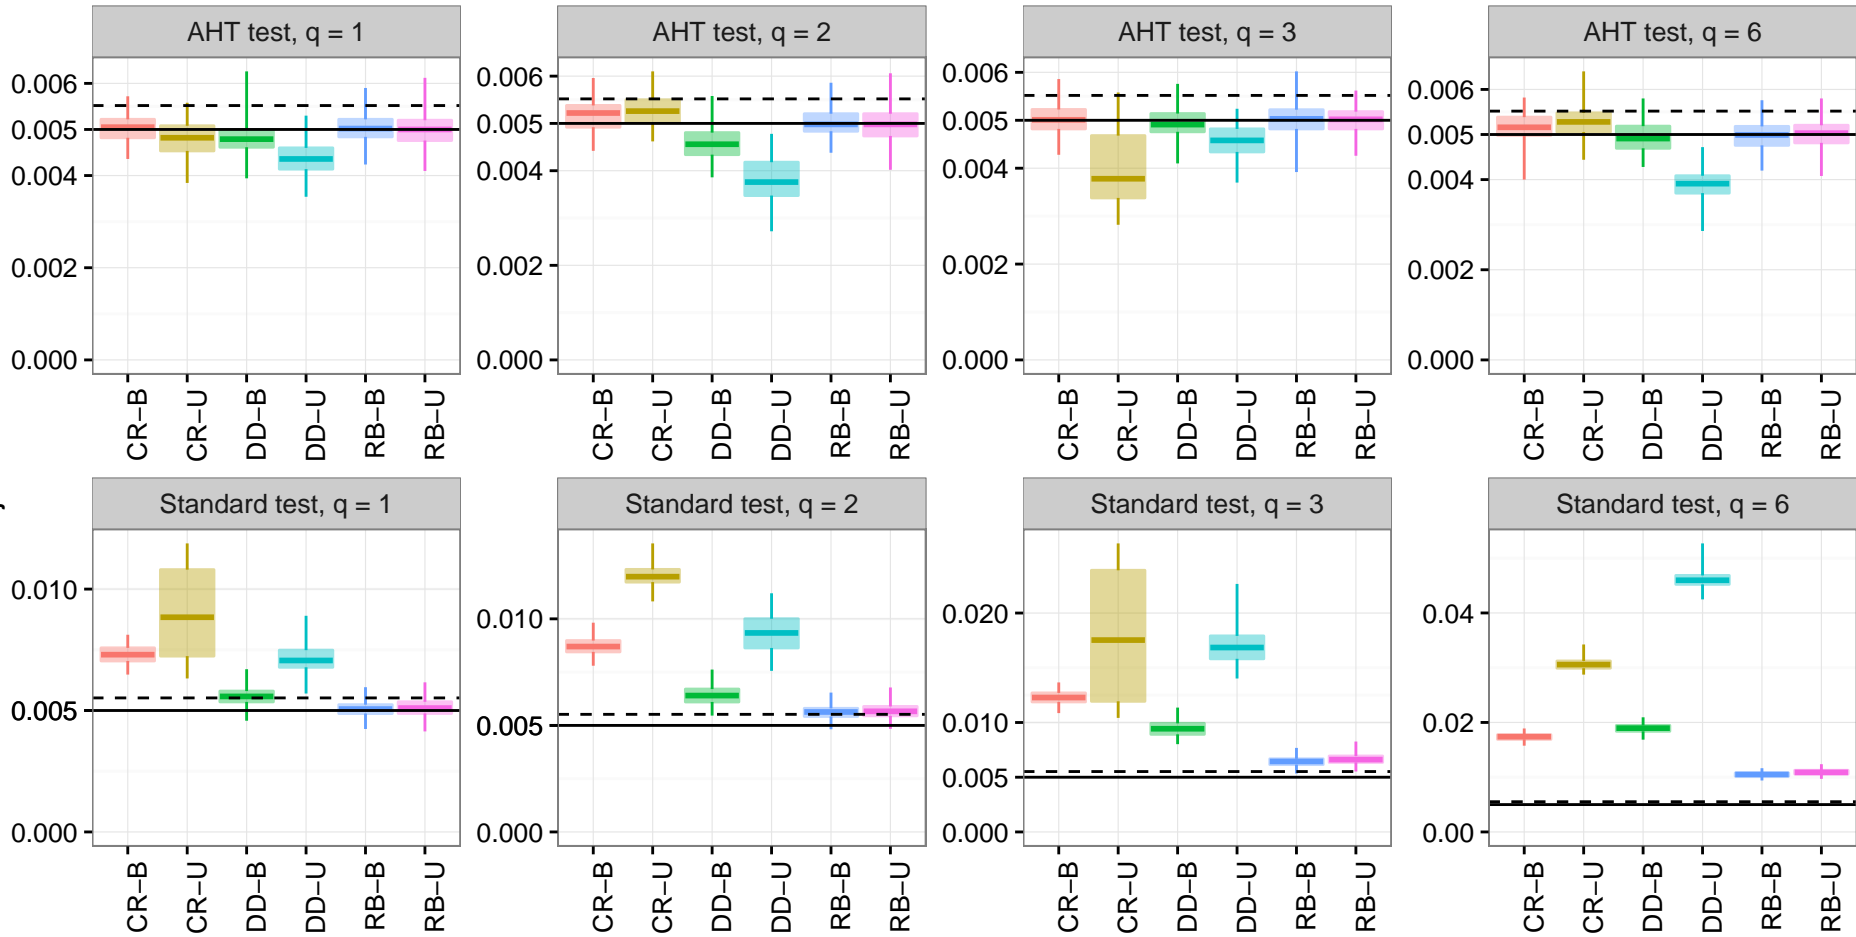 AHT test, q = 1
0.006
0.005
0.004
0.002
0.000
CR−B
CR−U
DD−B
DD−U
RB−B
RB−U
AHT test, q = 2
0.006
0.005
0.004
0.002
0.000
CR−B
CR−U
DD−B
DD−U
RB−B
RB−U
AHT test, q = 3
0.006
0.005
0.004
0.002
0.000
CR−B
CR−U
DD−B
DD−U
RB−B
RB−U
AHT test, q = 6
0.006
0.005
0.004
0.002
0.000
CR−B
CR−U
DD−B
DD−U
RB−B
RB−U
Standard test, q = 1
0.010
0.005
0.000
CR−B
CR−U
DD−B
DD−U
RB−B
RB−U
Standard test, q = 2
0.010
0.005
0.000
CR−B
CR−U
DD−B
DD−U
RB−B
RB−U
Standard test, q = 3
0.020
0.010
0.005
0.000
CR−B
CR−U
DD−B
DD−U
RB−B
RB−U
Standard test, q = 6
0.04
0.02
0.00
CR−B
CR−U
DD−B
DD−U
RB−B
RB−U